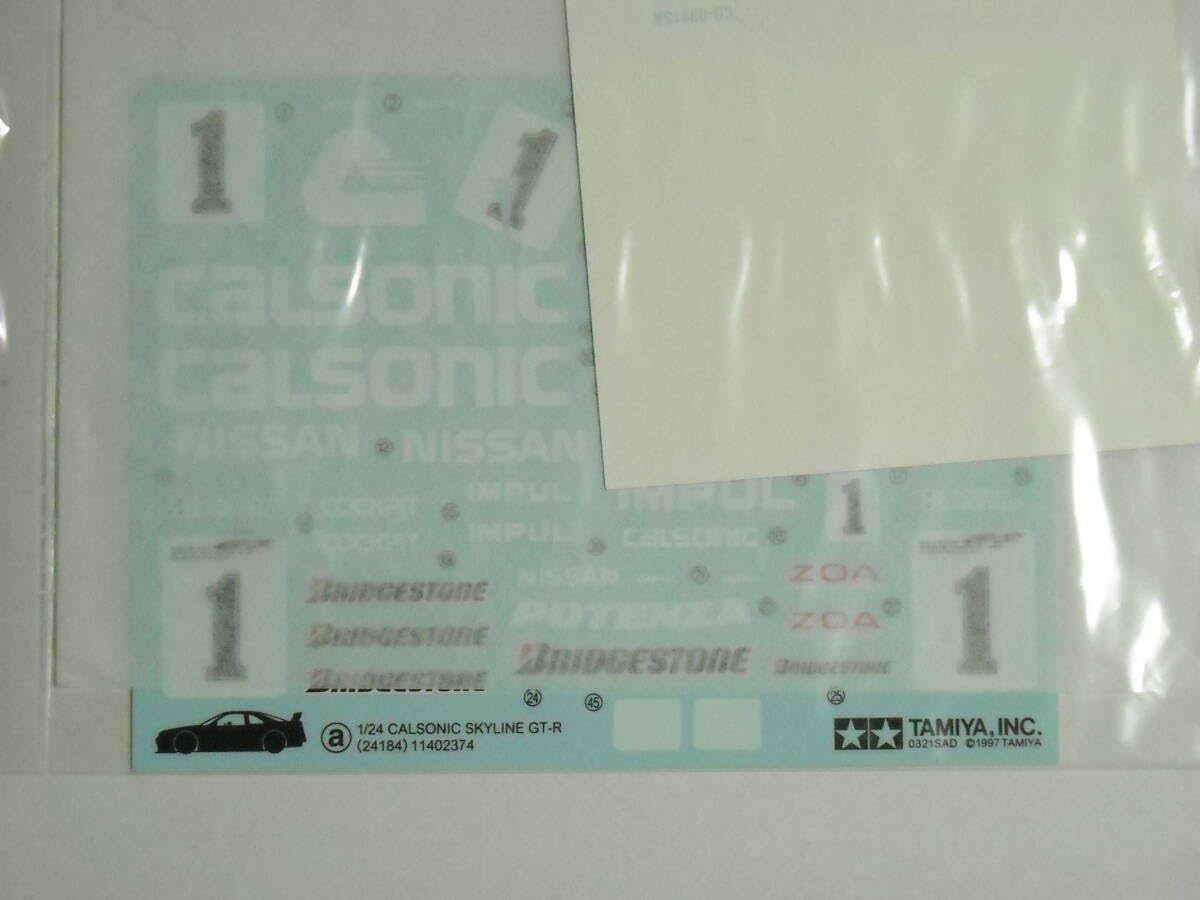 1
2
1
CALSONIC
CALSONIC
NISSAN
12
NISSAN
COCKPIT
IMPUL
IMPUL
1
COCKPIT
IMPUL
CALSONIC
1
BRIDGESTONE
NISSAN
ZOA
1
BRIDGESTONE
POTENZA
ZOA
BRIDGESTONE
BRIDGESTONE
BRIDGESTONE
24
45
25
a
1/24 CALSONIC SKYLINE GT-R
(24184) 11402374
TAMIYA, INC.
0321SAD ©1997 TAMIYA